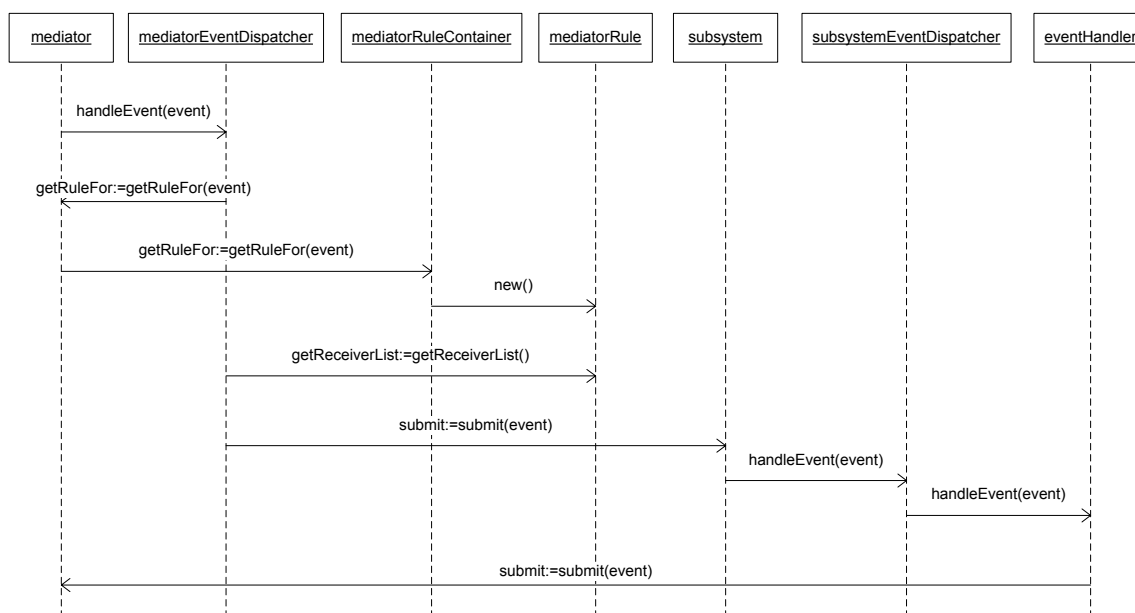 mediator
mediatorEventDispatcher
mediatorRuleContainer
mediatorRule
subsystem
subsystemEventDispatcher
eventHandler
handleEvent(event)
getRuleFor:=getRuleFor(event)
getRuleFor:=getRuleFor(event)
new()
getReceiverList:=getReceiverList()
submit:=submit(event)
handleEvent(event)
handleEvent(event)
submit:=submit(event)